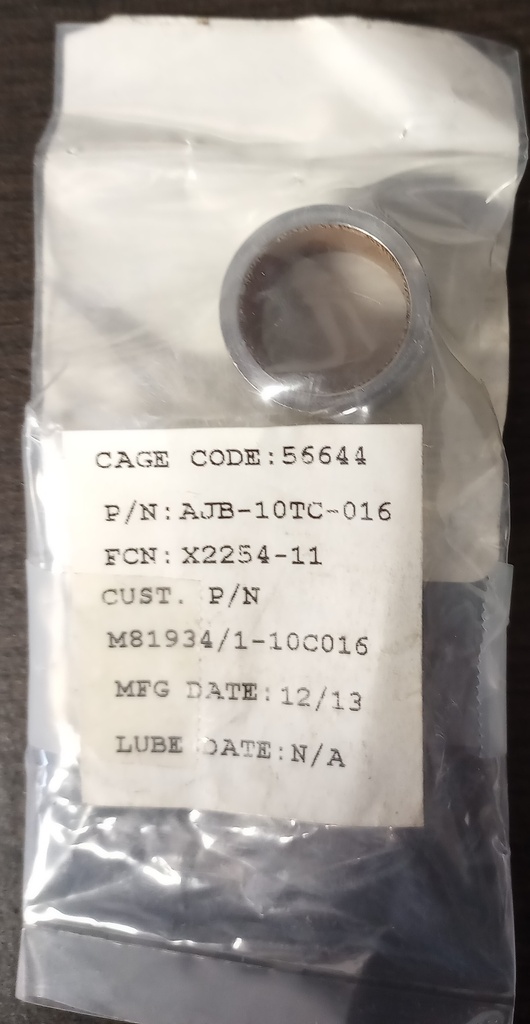 CAGE CODE:56644
P/N:AJB-10TC-016
FCN:X2254-11
CUST. P/N
M81934/1-10C016
MFG DATE:12/13
LUBE DATE:N/A